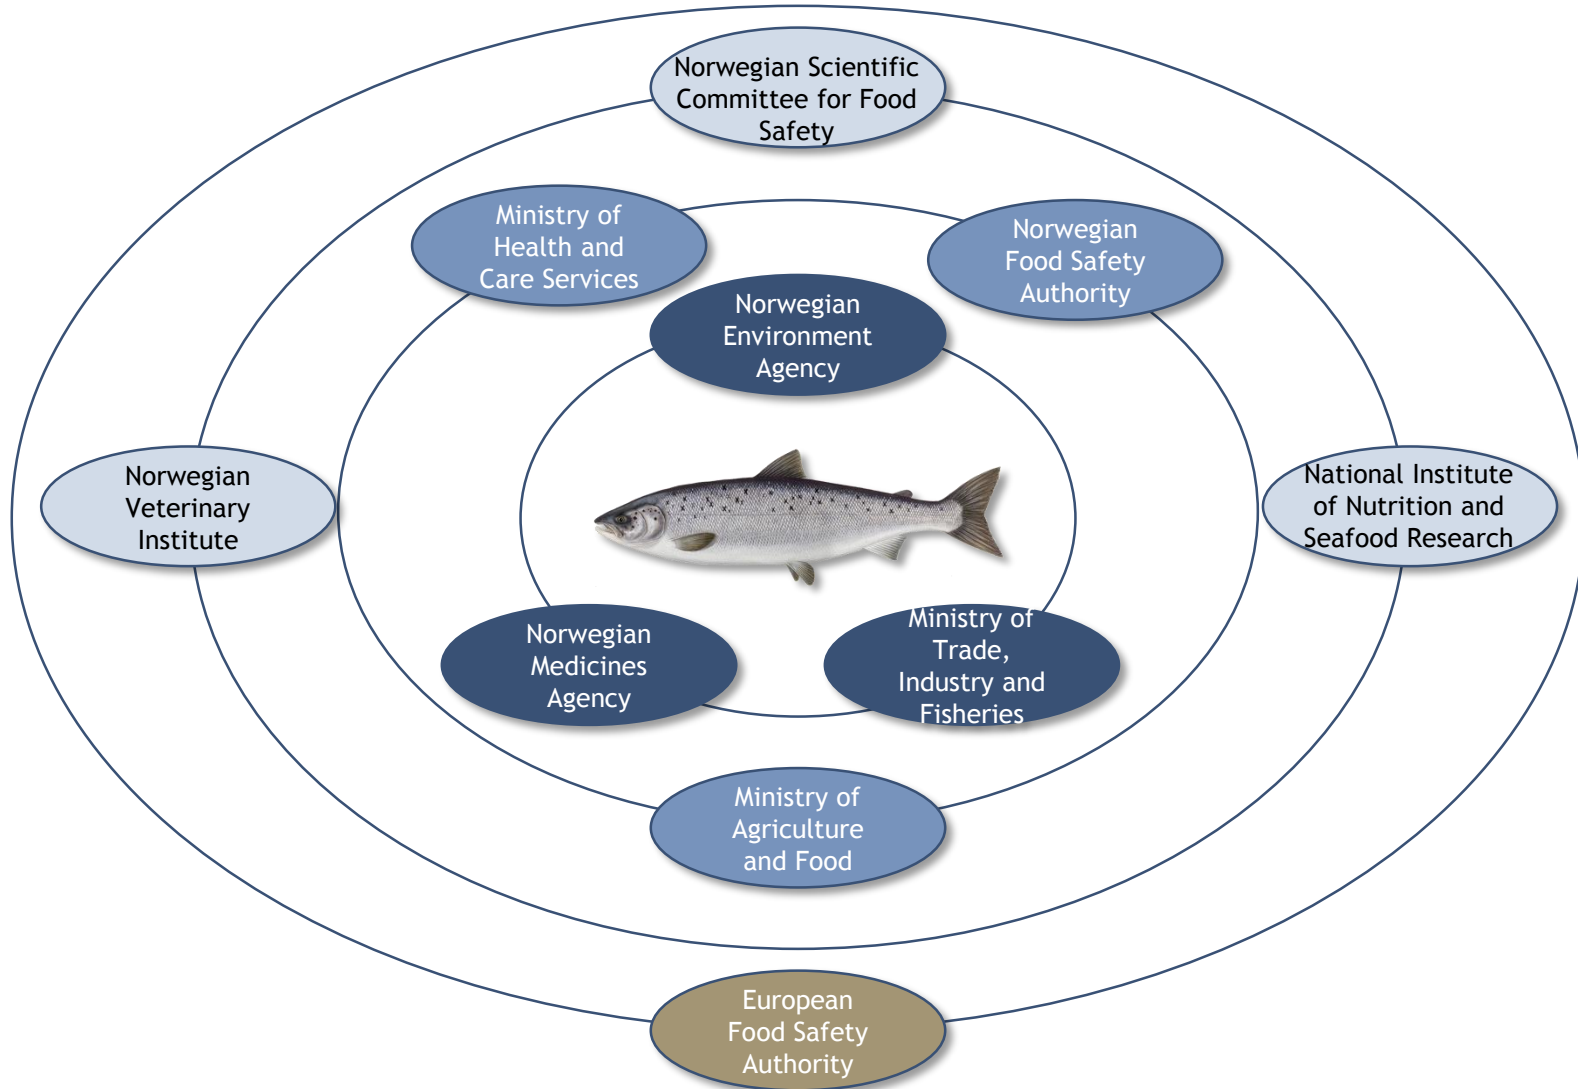 Norwegian Scientific
Committee for Food
Safety
Ministry of
Health and
Care Services
Norwegian
Food Safety
Authority
Norwegian
Environment
Agency
Norwegian
Veterinary
Institute
National Institute
of Nutrition and
Seafood Research
Norwegian
Medicines
Agency
Ministry of
Trade,
Industry and
Fisheries
Ministry of
Agriculture
and Food
European
Food Safety
Authority